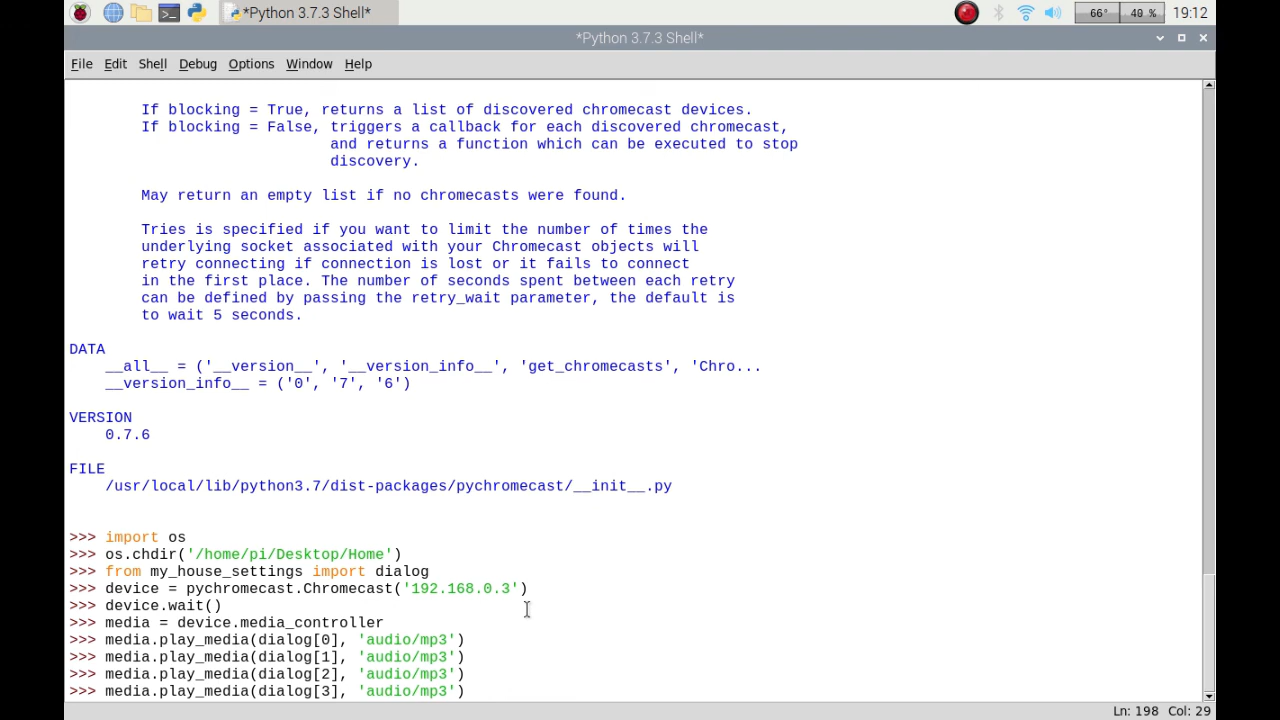 *Python 3.7.3 Shell*
66° 40 % 19:12
*Python 3.7.3 Shell*
File Edit Shell Debug Options Window Help
If blocking = True, returns a list of discovered chromecast devices.
If blocking = False, triggers a callback for each discovered chromecast,
and returns a function which can be executed to stop
discovery.
May return an empty list if no chromecasts were found.
Tries is specified if you want to limit the number of times the
underlying socket associated with your Chromecast objects will
retry connecting if connection is lost or it fails to connect
in the first place. The number of seconds spent between each retry
can be defined by passing the retry_wait parameter, the default is
to wait 5 seconds.
DATA
__all__ = ('__version__', '__version_info__', 'get_chromecasts', 'Chro...
__version_info__ = ('0', '7', '6')
VERSION
0.7.6
FILE
/usr/local/lib/python3.7/dist-packages/pychromecast/__init__.py
>>> import os
>>> os.chdir('/home/pi/Desktop/Home')
>>> from my_house_settings import dialog
>>> device = pychromecast.Chromecast('192.168.0.3')
>>> device.wait()
>>> media = device.media_controller
>>> media.play_media(dialog[0], 'audio/mp3')
>>> media.play_media(dialog[1], 'audio/mp3')
>>> media.play_media(dialog[2], 'audio/mp3')
>>> media.play_media(dialog[3], 'audio/mp3')
Ln: 198 Col: 29